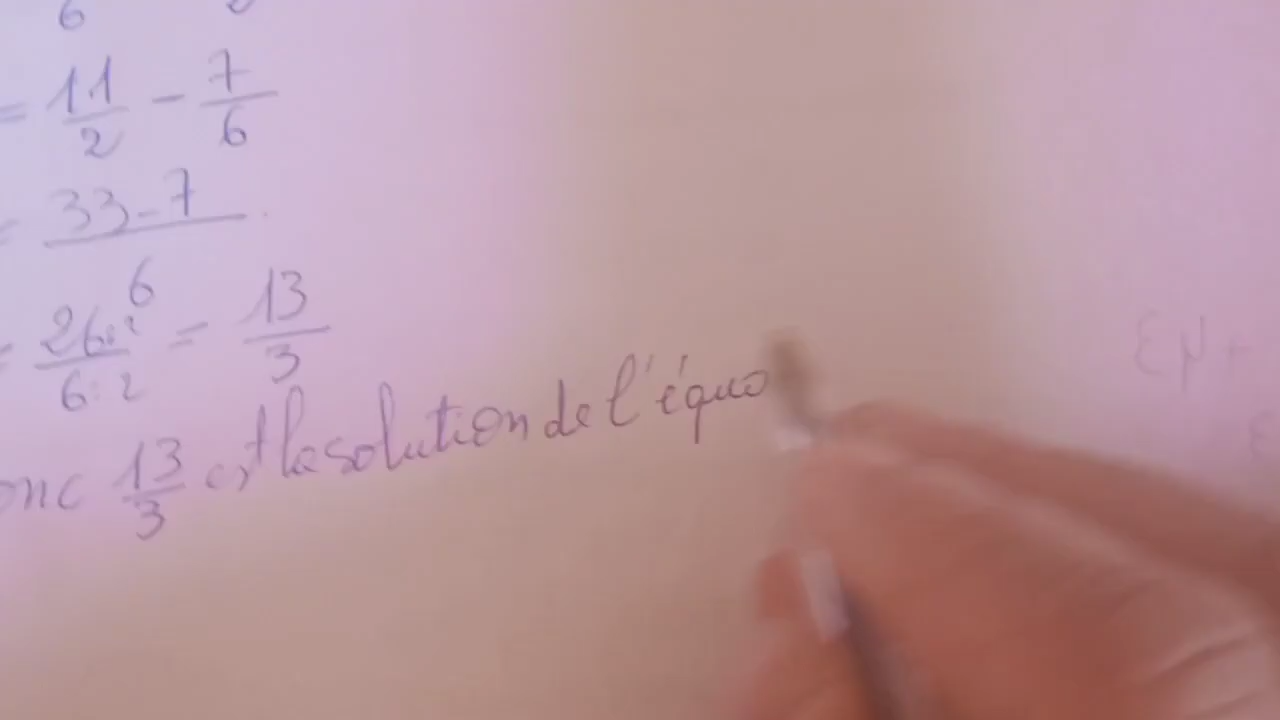 6
= 11/2 - 7/6
= 33-7/6
= 26:2/6:2 = 13/3
onc 13/3 est la solution de l'équa